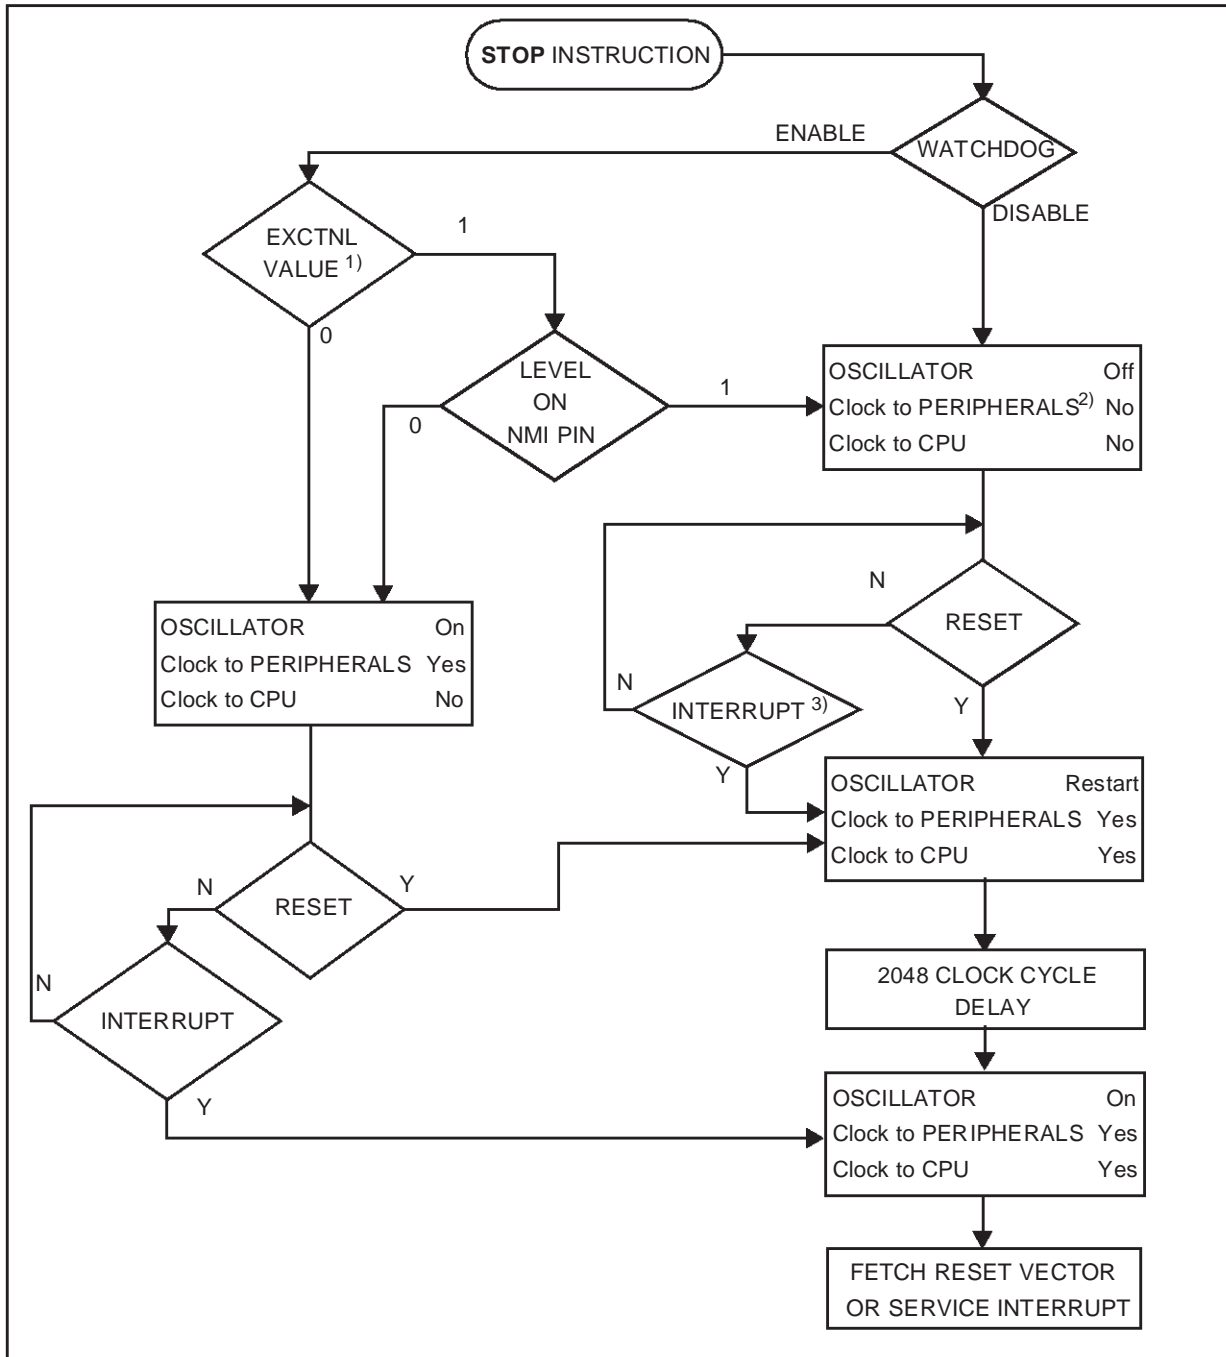 STOP INSTRUCTION
ENABLE
WATCHDOG
DISABLE
EXCTNL
VALUE 1)
1
0
LEVEL
ON
NMI PIN
1
0
OSCILLATOR Off
Clock to PERIPHERALS2) No
Clock to CPU No
N
RESET
Y
OSCILLATOR On
Clock to PERIPHERALS Yes
Clock to CPU No
N
INTERRUPT 3)
Y
OSCILLATOR Restart
Clock to PERIPHERALS Yes
Clock to CPU Yes
N
RESET
Y
N
INTERRUPT
Y
2048 CLOCK CYCLE
DELAY
OSCILLATOR On
Clock to PERIPHERALS Yes
Clock to CPU Yes
FETCH RESET VECTOR
OR SERVICE INTERRUPT